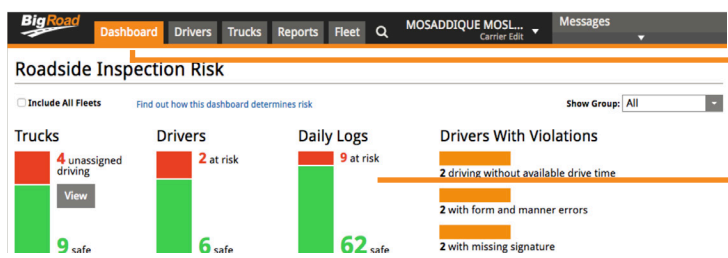 BigRoad
Dashboard Drivers Trucks Reports Fleet
MOSADDIQUE MOSL...
Carrier Edit
Messages
Roadside Inspection Risk
Include All Fleets
Find out how this dashboard determines risk
Show Group: All
Trucks
4 unassigned
driving
View
9 safe
Drivers
2 at risk
6 safe
Daily Logs
9 at risk
62 safe
Drivers With Violations
2 driving without available drive time
2 with form and manner errors
2 with missing signature